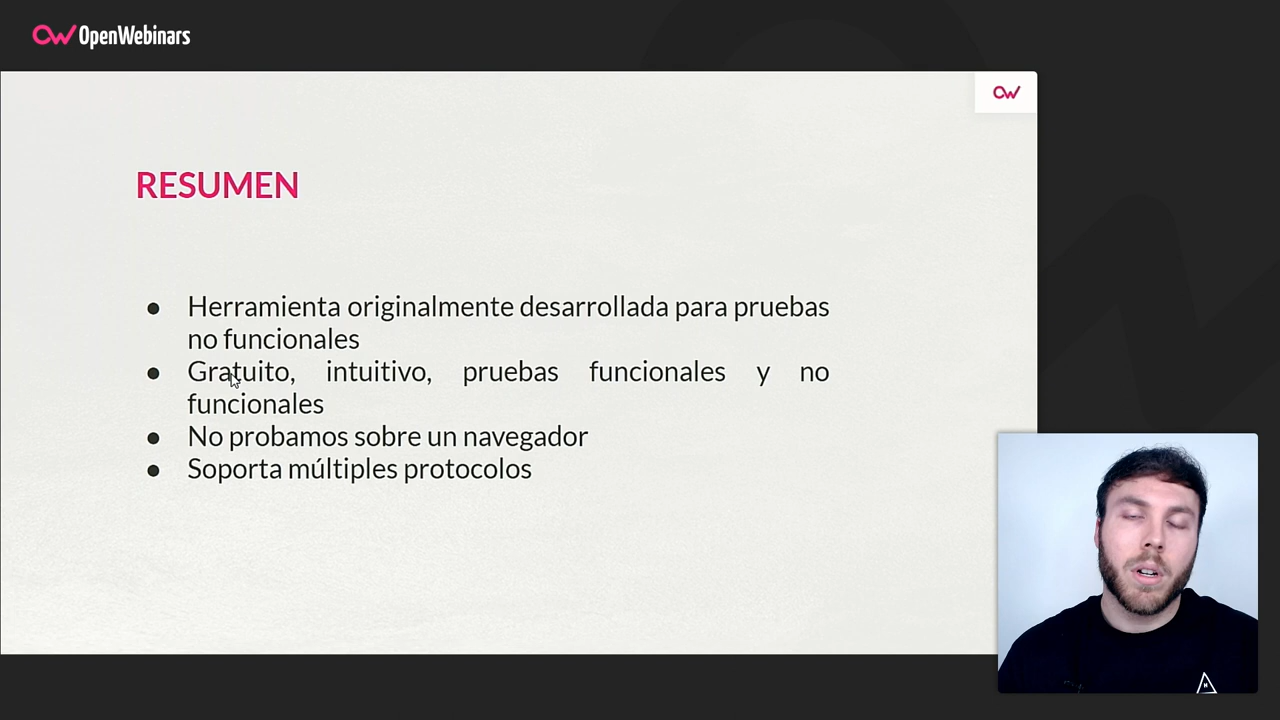 OpenWebinars
RESUMEN
● Herramienta originalmente desarrollada para pruebas
no funcionales
● Gratuito, intuitivo, pruebas funcionales y no
funcionales
● No probamos sobre un navegador
● Soporta múltiples protocolos